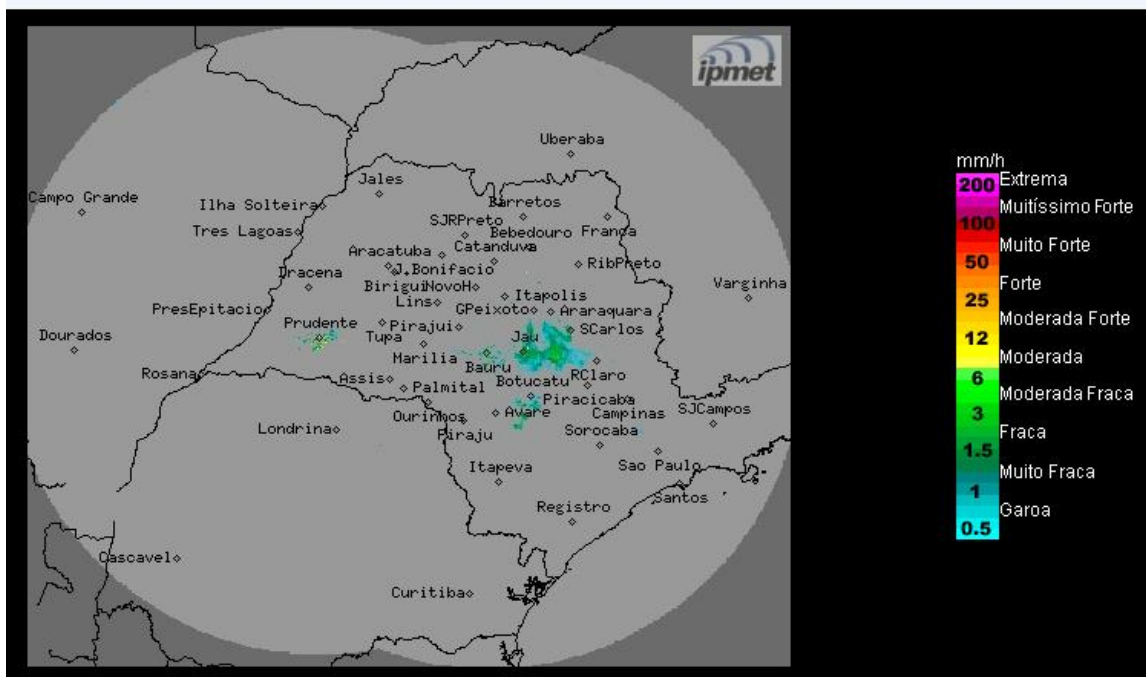 ipmet
Uberaba
Jales
Campo Grande
Ilha Solteira
Barretos
SJRPreto
Tres Lagoas
Bebedouro
Franca
Aracatuba
Catanduva
Dracena
J.Bonifacio
RibPreto
Birigui
NovoH
Varginha
Itapolis
Lins
PresEpitacio
GPeixoto
Araraquara
Prudente
Pirajui
SCarlos
Dourados
Tupa
Jau
Marilia
Bauru
Rosana
Assis
RClaro
Palmital
Botucatu
Piracicaba
Ourinhos
Avare
Campinas
SJCampos
Londrina
Piraju
Sorocaba
Itapeva
Sao Paulo
Santos
Registro
Cascavel
Curitiba
mm/h
200 Extrema
Muitíssimo Forte
100
Muito Forte
50
Forte
25
Moderada Forte
12
Moderada
6
Moderada Fraca
3
Fraca
1.5
Muito Fraca
1
Garoa
0.5